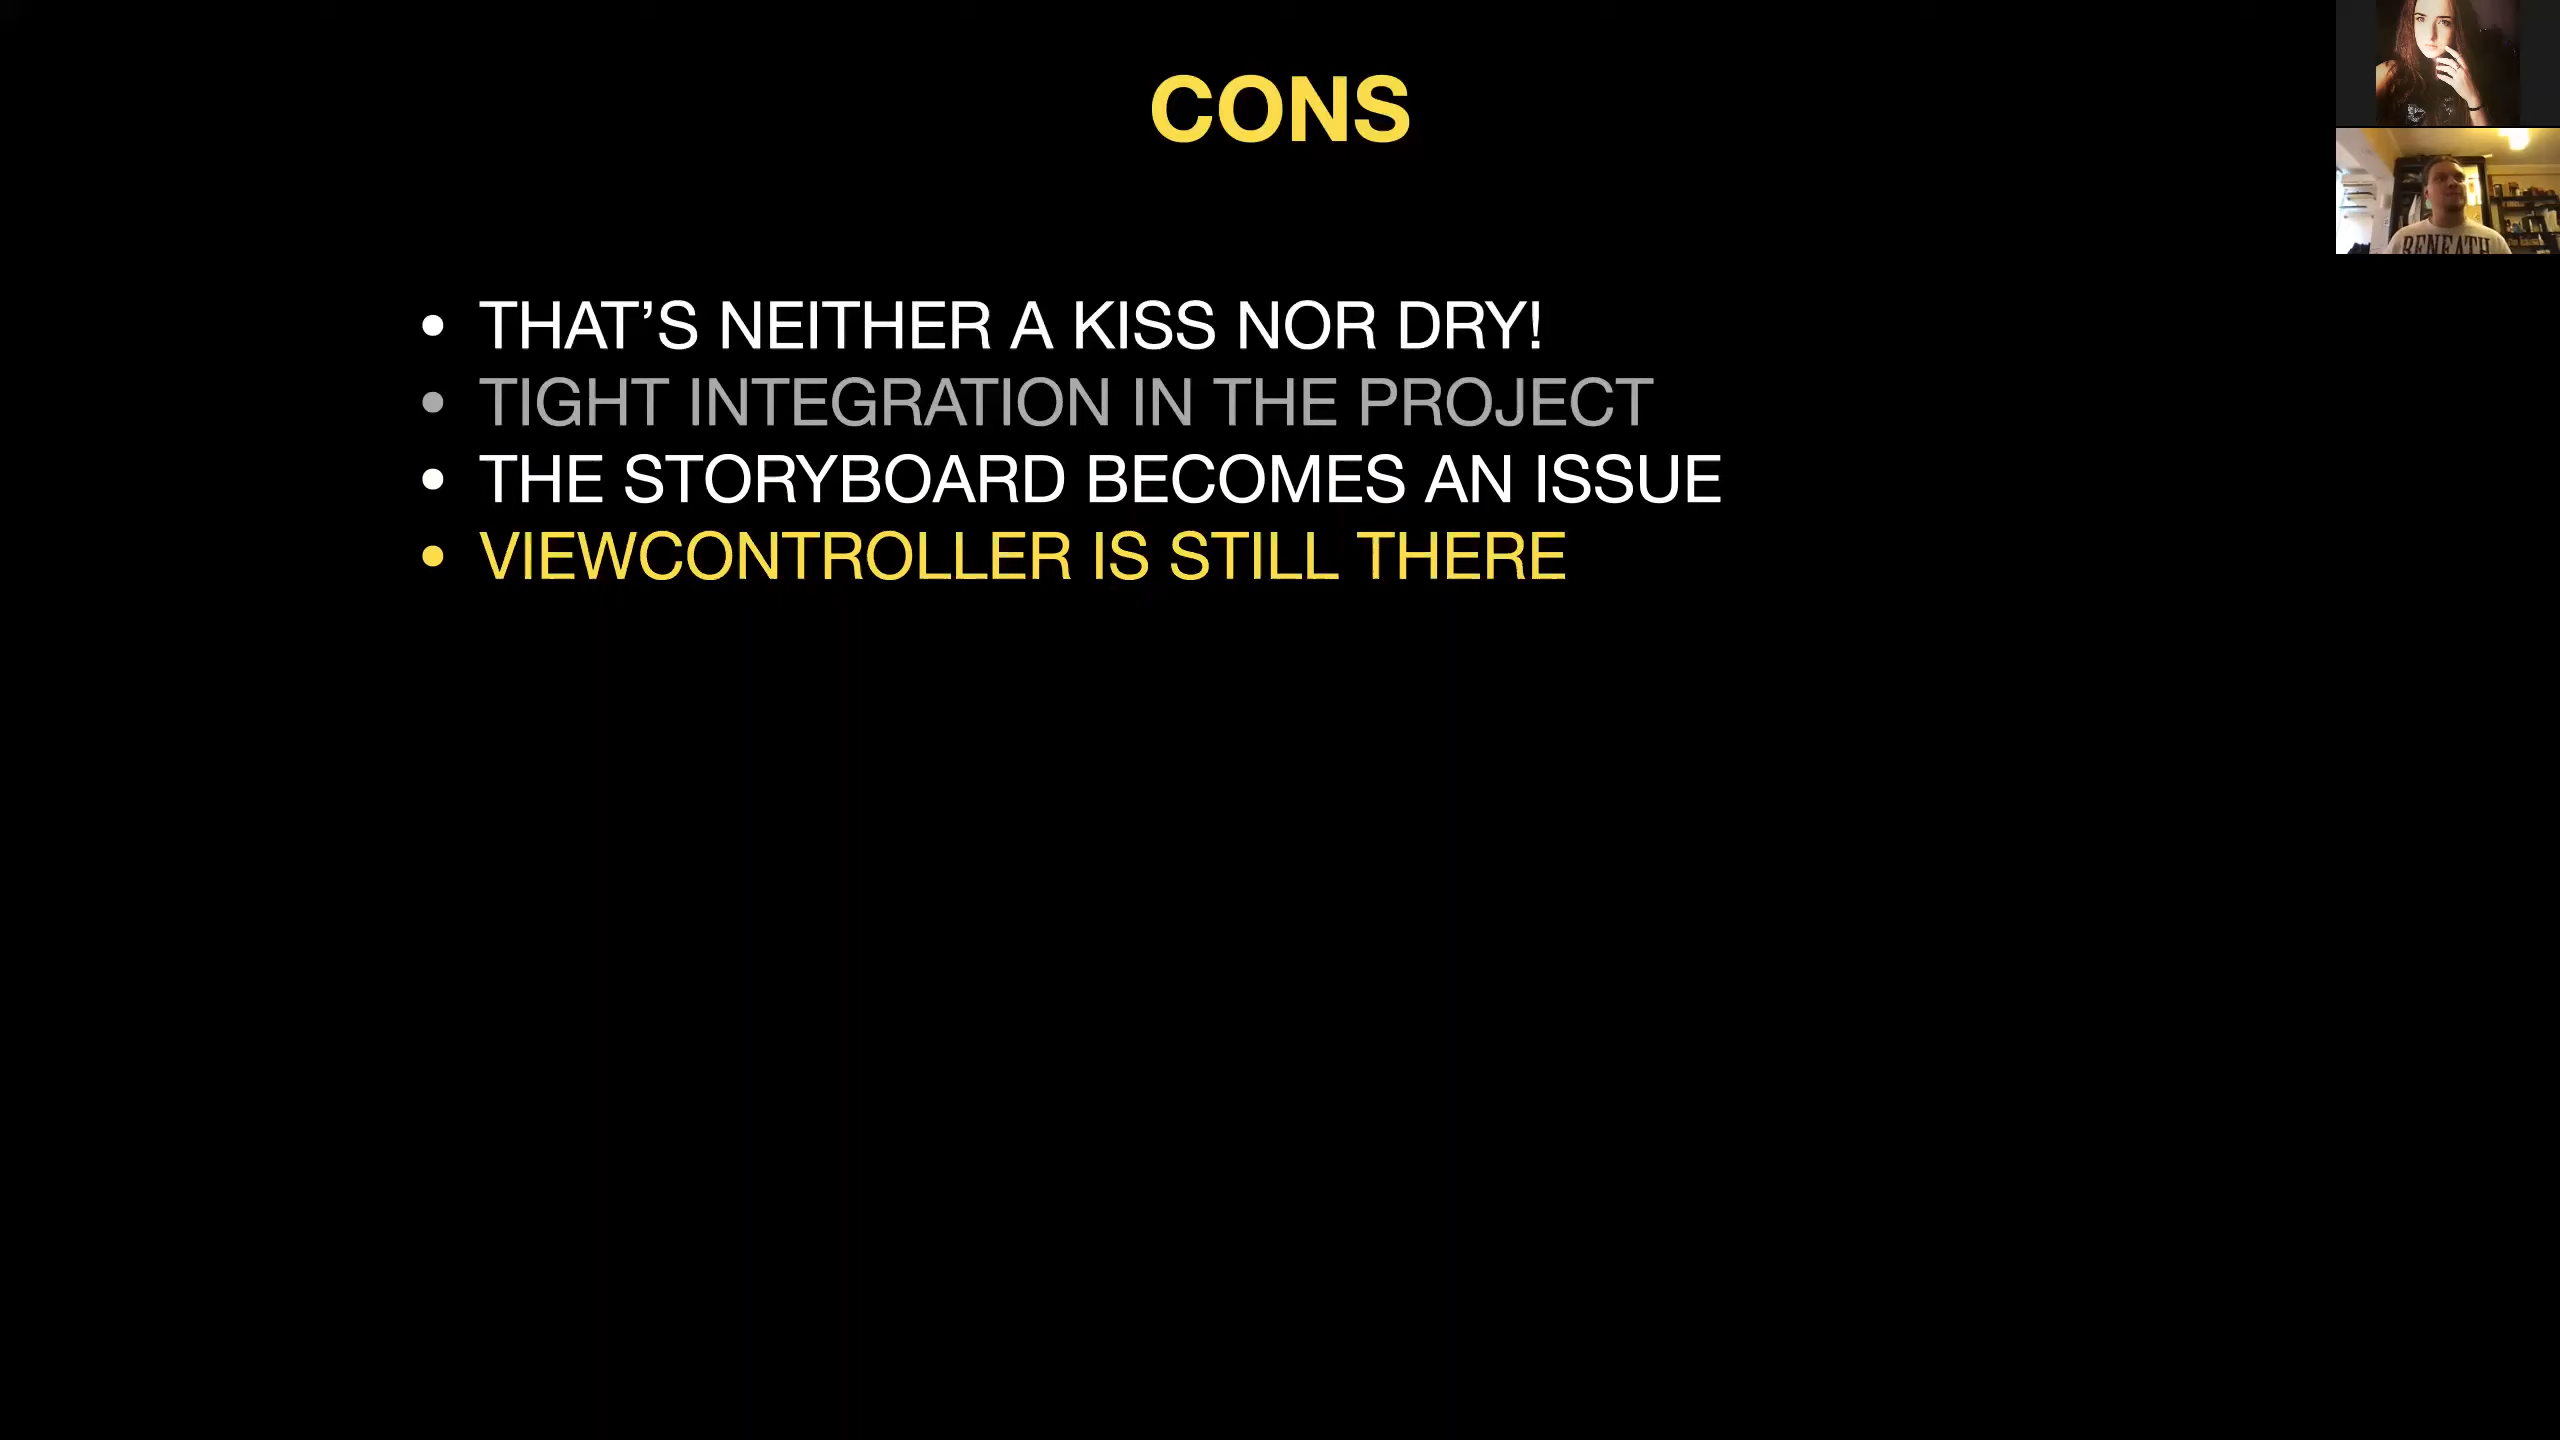 CONS
• THAT’S NEITHER A KISS NOR DRY!
• TIGHT INTEGRATION IN THE PROJECT
• THE STORYBOARD BECOMES AN ISSUE
• VIEWCONTROLLER IS STILL THERE
BENEATH